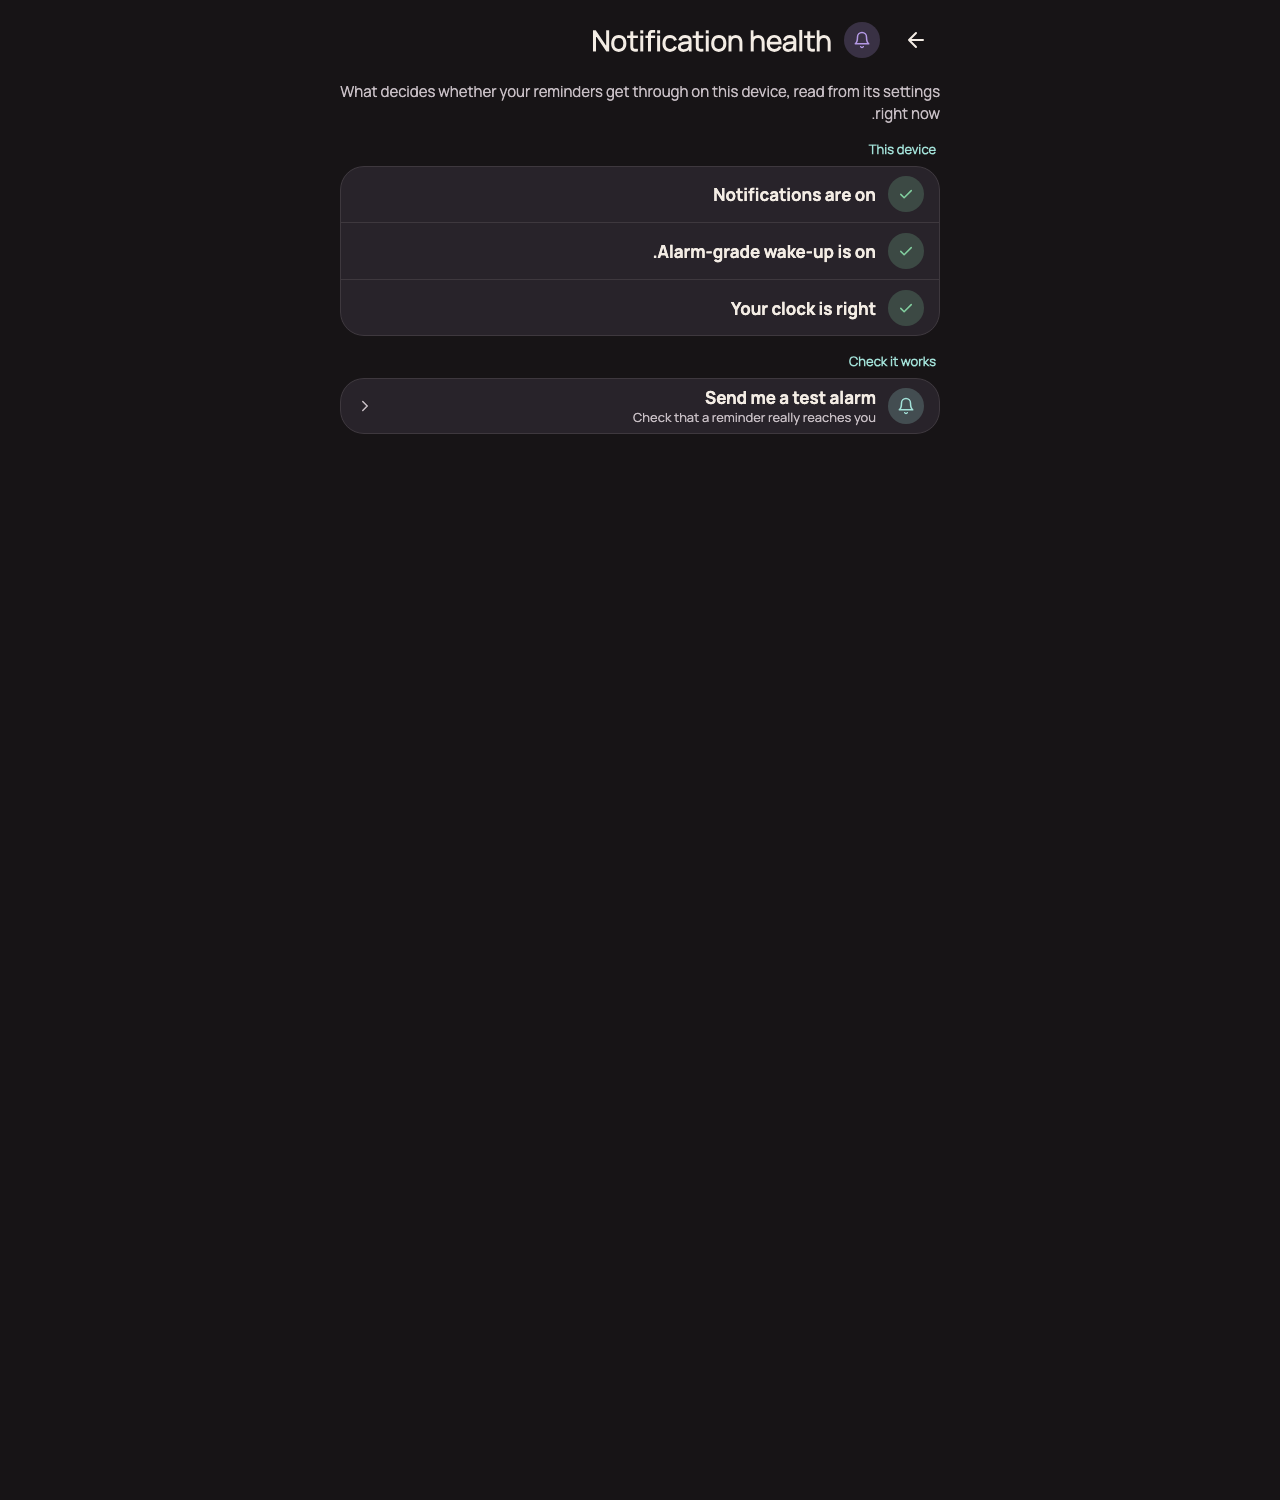 Notification health
What decides whether your reminders get through on this device, read from its settings
.right now
This device
Notifications are on
.Alarm-grade wake-up is on
Your clock is right
Check it works
Send me a test alarm
Check that a reminder really reaches you